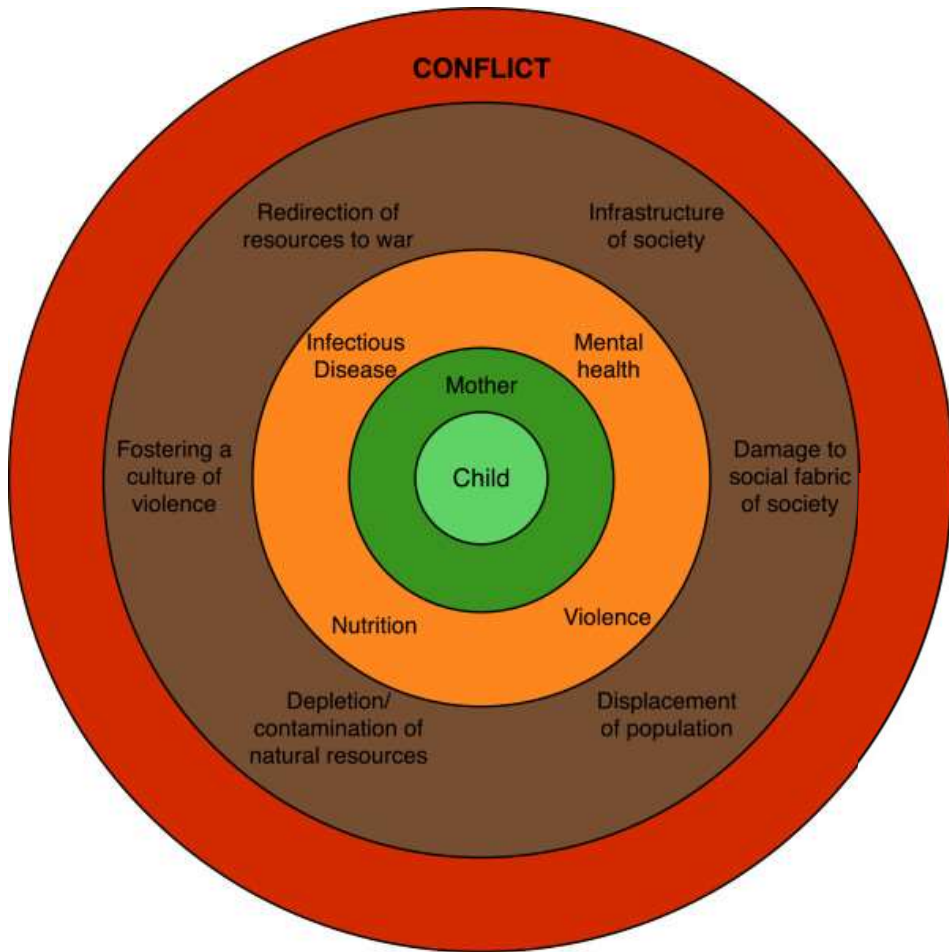 CONFLICT
Redirection of
resources to war
Infrastructure
of society
Infectious
Disease
Mental
health
Mother
Fostering a
culture of
violence
Child
Damage to
social fabric
of society
Nutrition
Violence
Depletion/
contamination of
natural resources
Displacement
of population